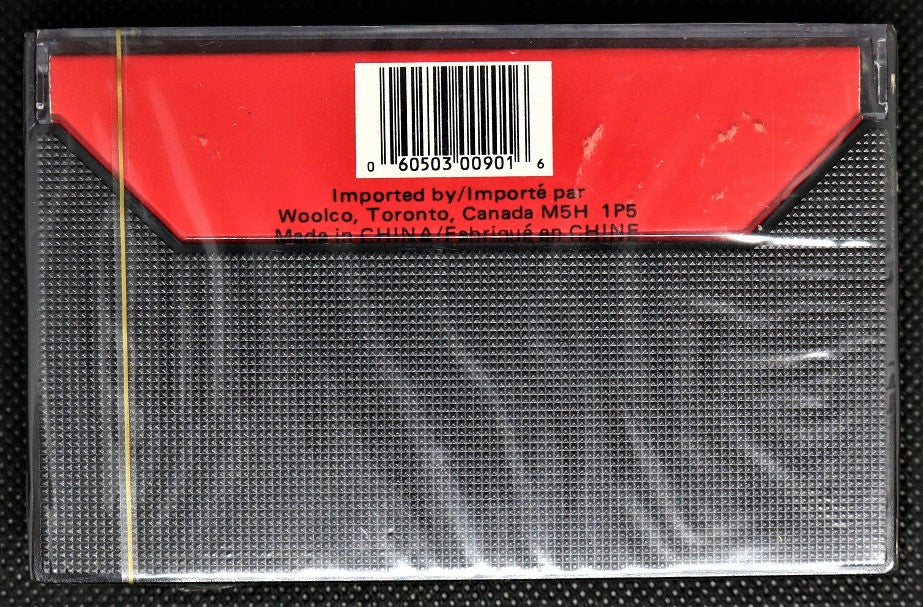 0 60503 00901 6
Imported by/Importé par
Woolco, Toronto, Canada M5H 1P5
Made in CHINA/Fabriqué en CHINE